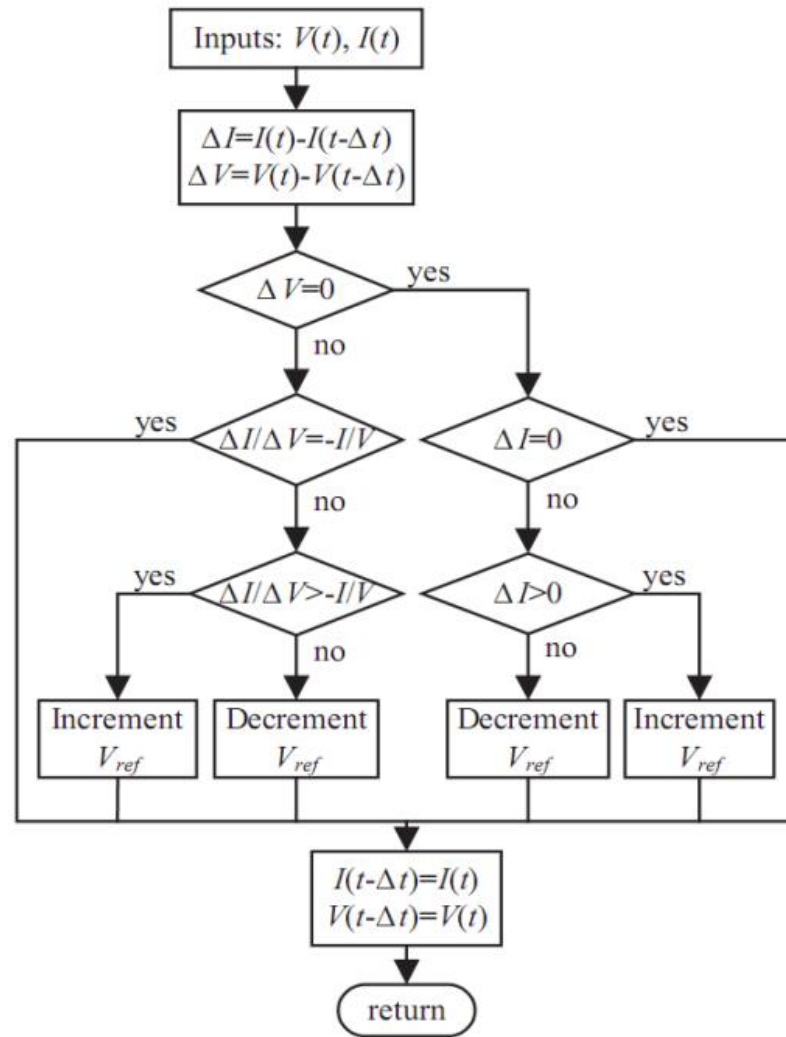 Inputs: V(t), I(t)
ΔI=I(t)-I(t-Δt)
ΔV=V(t)-V(t-Δt)
ΔV=0
yes
no
yes
ΔI/ΔV=-I/V
no
ΔI=0
yes
no
yes
ΔI/ΔV>-I/V
no
ΔI>0
yes
no
Increment
Vref
Decrement
Vref
Decrement
Vref
Increment
Vref
I(t-Δt)=I(t)
V(t-Δt)=V(t)
return